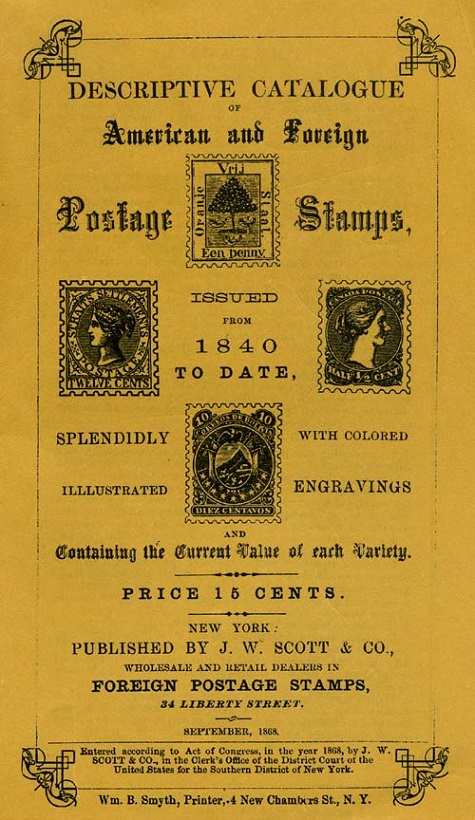 DESCRIPTIVE CATALOGUE
OF
American and Foreign
Vrij
Oranje
Staat.
Een penny
Postage
Stamps,
STRAITS SETTLEMENTS
POSTAGE
TWELVE CENTS
ISSUED
FROM
1840
TO DATE,
CANADA POSTAGE
HALF ½ CENT
10 10
DIEZ CENTAVOS
SPLENDIDLY
WITH COLORED
ILLLUSTRATED
ENGRAVINGS
AND
Containing the Current Value of each Variety.
PRICE 15 CENTS.
NEW YORK:
PUBLISHED BY J. W. SCOTT & CO.,
WHOLESALE AND RETAIL DEALERS IN
FOREIGN POSTAGE STAMPS,
34 LIBERTY STREET.
SEPTEMBER, 1868.
Entered according to Act of Congress, in the year 1868, by J. W.
SCOTT & CO., in the Clerk's Office of the District Court of the
United States for the Southern District of New York.
Wm. B. Smyth, Printer, 4 New Chambers St., N. Y.